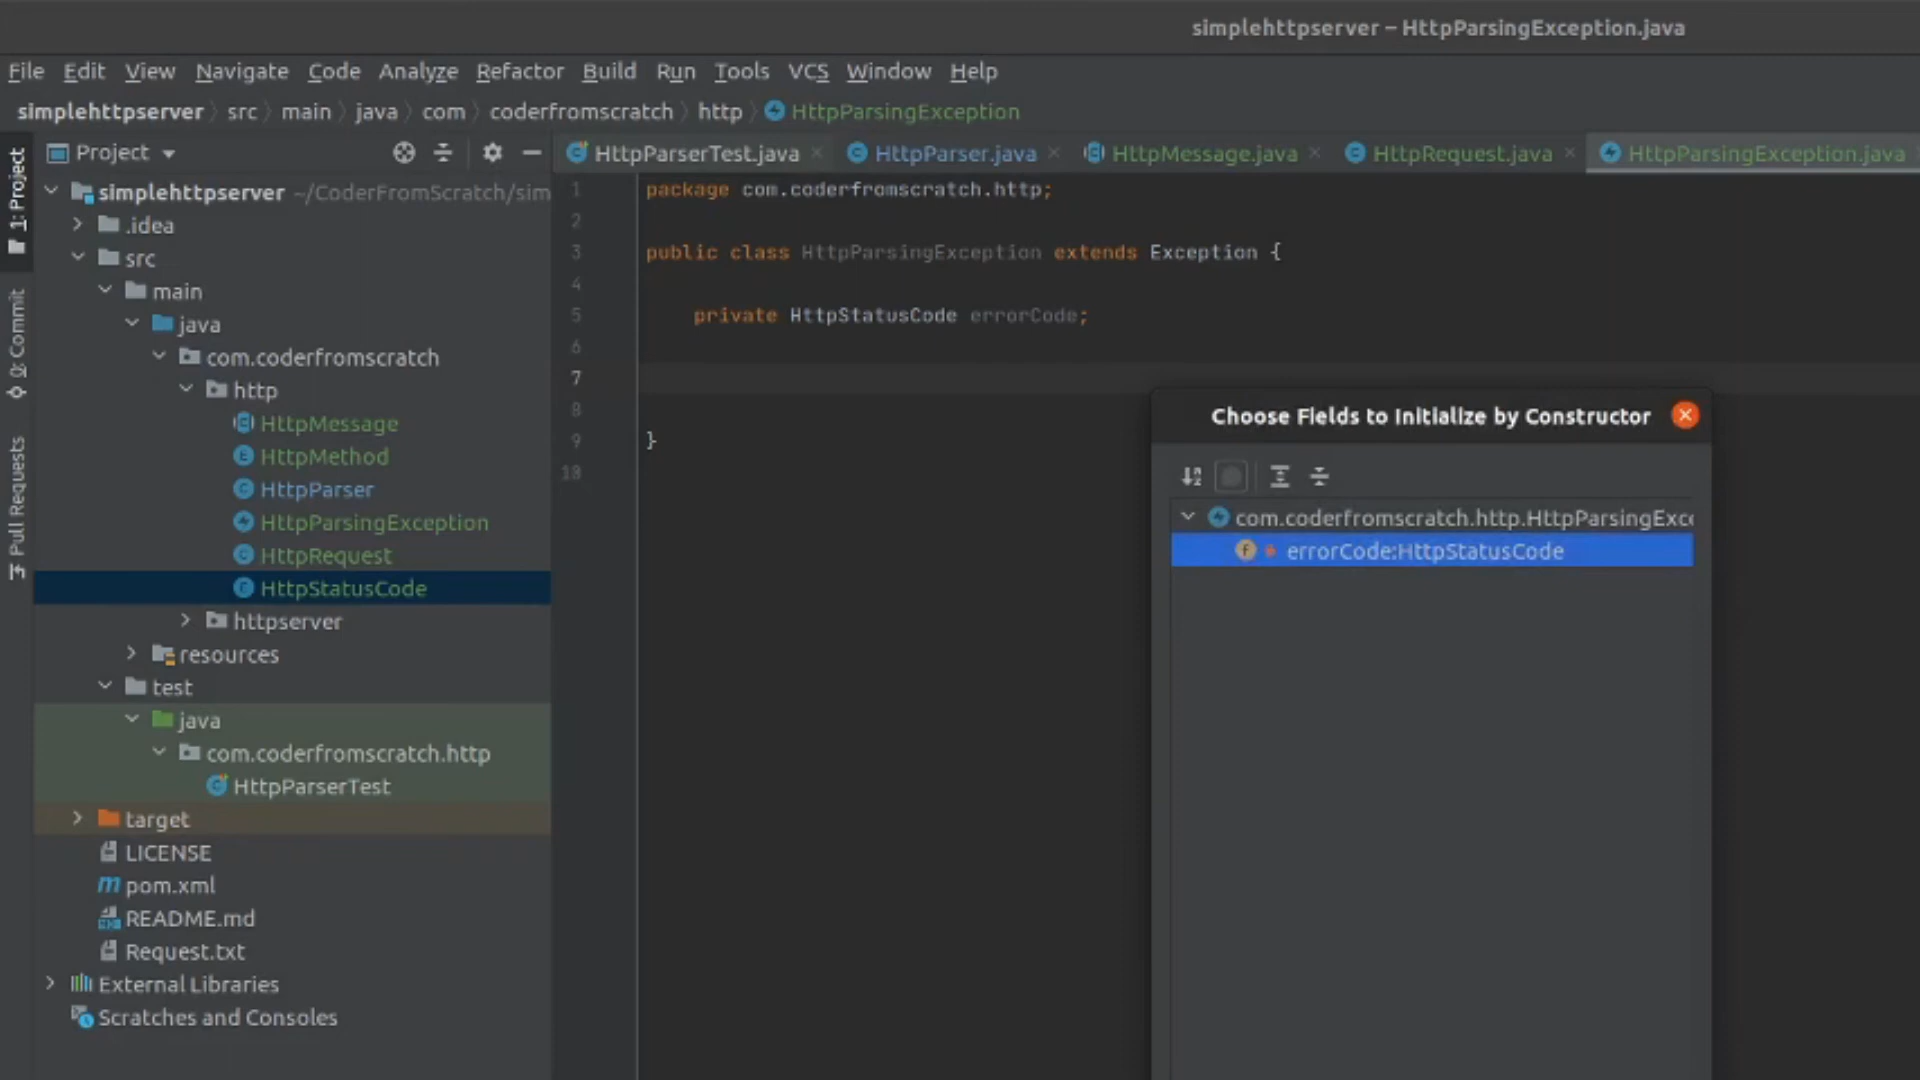 simplehttpserver – HttpParsingException.java
File Edit View Navigate Code Analyze Refactor Build Run Tools VCS Window Help
simplehttpserver src main java com coderfromscratch http HttpParsingException
1: Project
0: Commit
Pull Requests
Project
simplehttpserver ~/CoderFromScratch/sim
.idea
src
main
java
com.coderfromscratch
http
HttpMessage
HttpMethod
HttpParser
HttpParsingException
HttpRequest
HttpStatusCode
httpserver
resources
test
java
com.coderfromscratch.http
HttpParserTest
target
LICENSE
pom.xml
README.md
Request.txt
External Libraries
Scratches and Consoles
HttpParserTest.java HttpParser.java HttpMessage.java HttpRequest.java HttpParsingException.java
1 package com.coderfromscratch.http;
2
3 public class HttpParsingException extends Exception {
4
5 private HttpStatusCode errorCode;
6
7
8
9 }
10
Choose Fields to Initialize by Constructor
com.coderfromscratch.http.HttpParsingExc
errorCode:HttpStatusCode